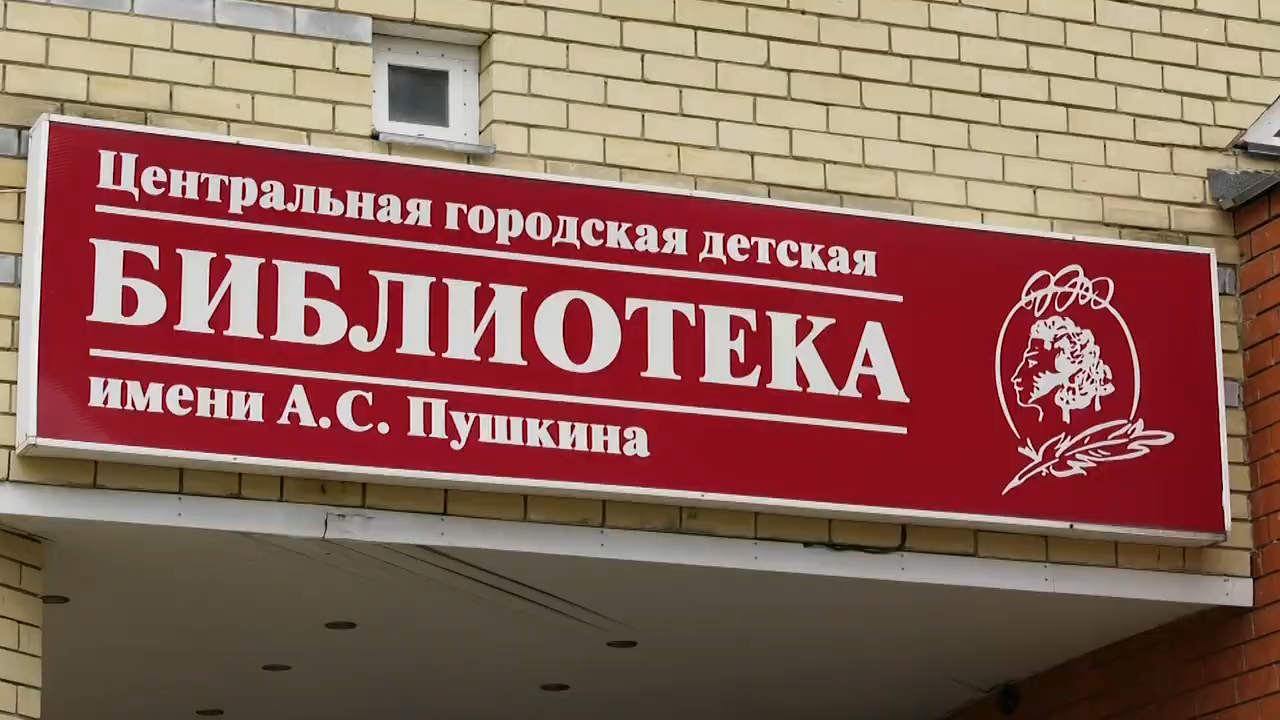 Центральная городская детская
БИБЛИОТЕКА
имени А.С. Пушкина